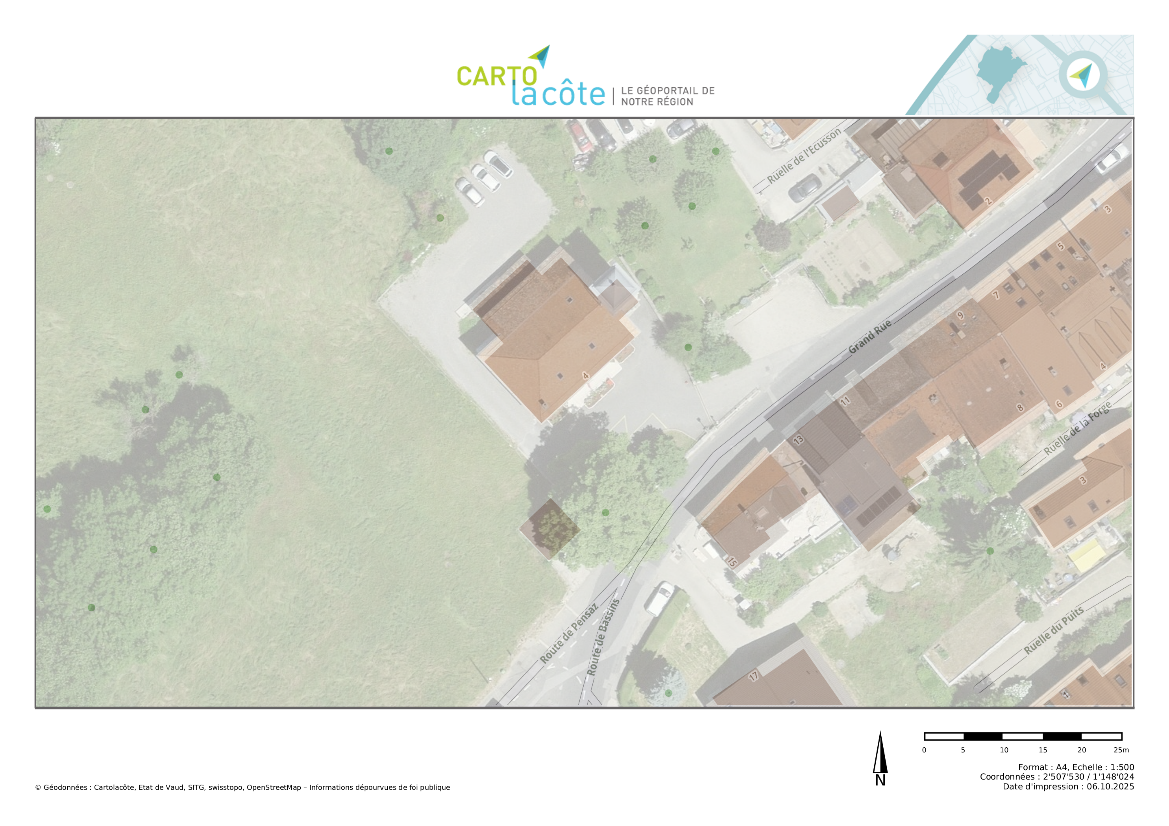 CARTO
lacôte
LE GÉOPORTAIL DE
NOTRE RÉGION
Ruelle de l'Ecusson
2
3
5
7
9
Grand Rue
4
11
8
6
4
Ruelle de la Forge
13
3
15
Route de Pensaz
Route de Bassins
Ruelle du Puits
17
0 5 10 15 20 25m
N
Format : A4, Echelle : 1:500
Coordonnées : 2'507'530 / 1'148'024
Date d'impression : 06.10.2025
© Géodonnées : Cartolacôte, Etat de Vaud, SITG, swisstopo, OpenStreetMap - Informations dépourvues de foi publique